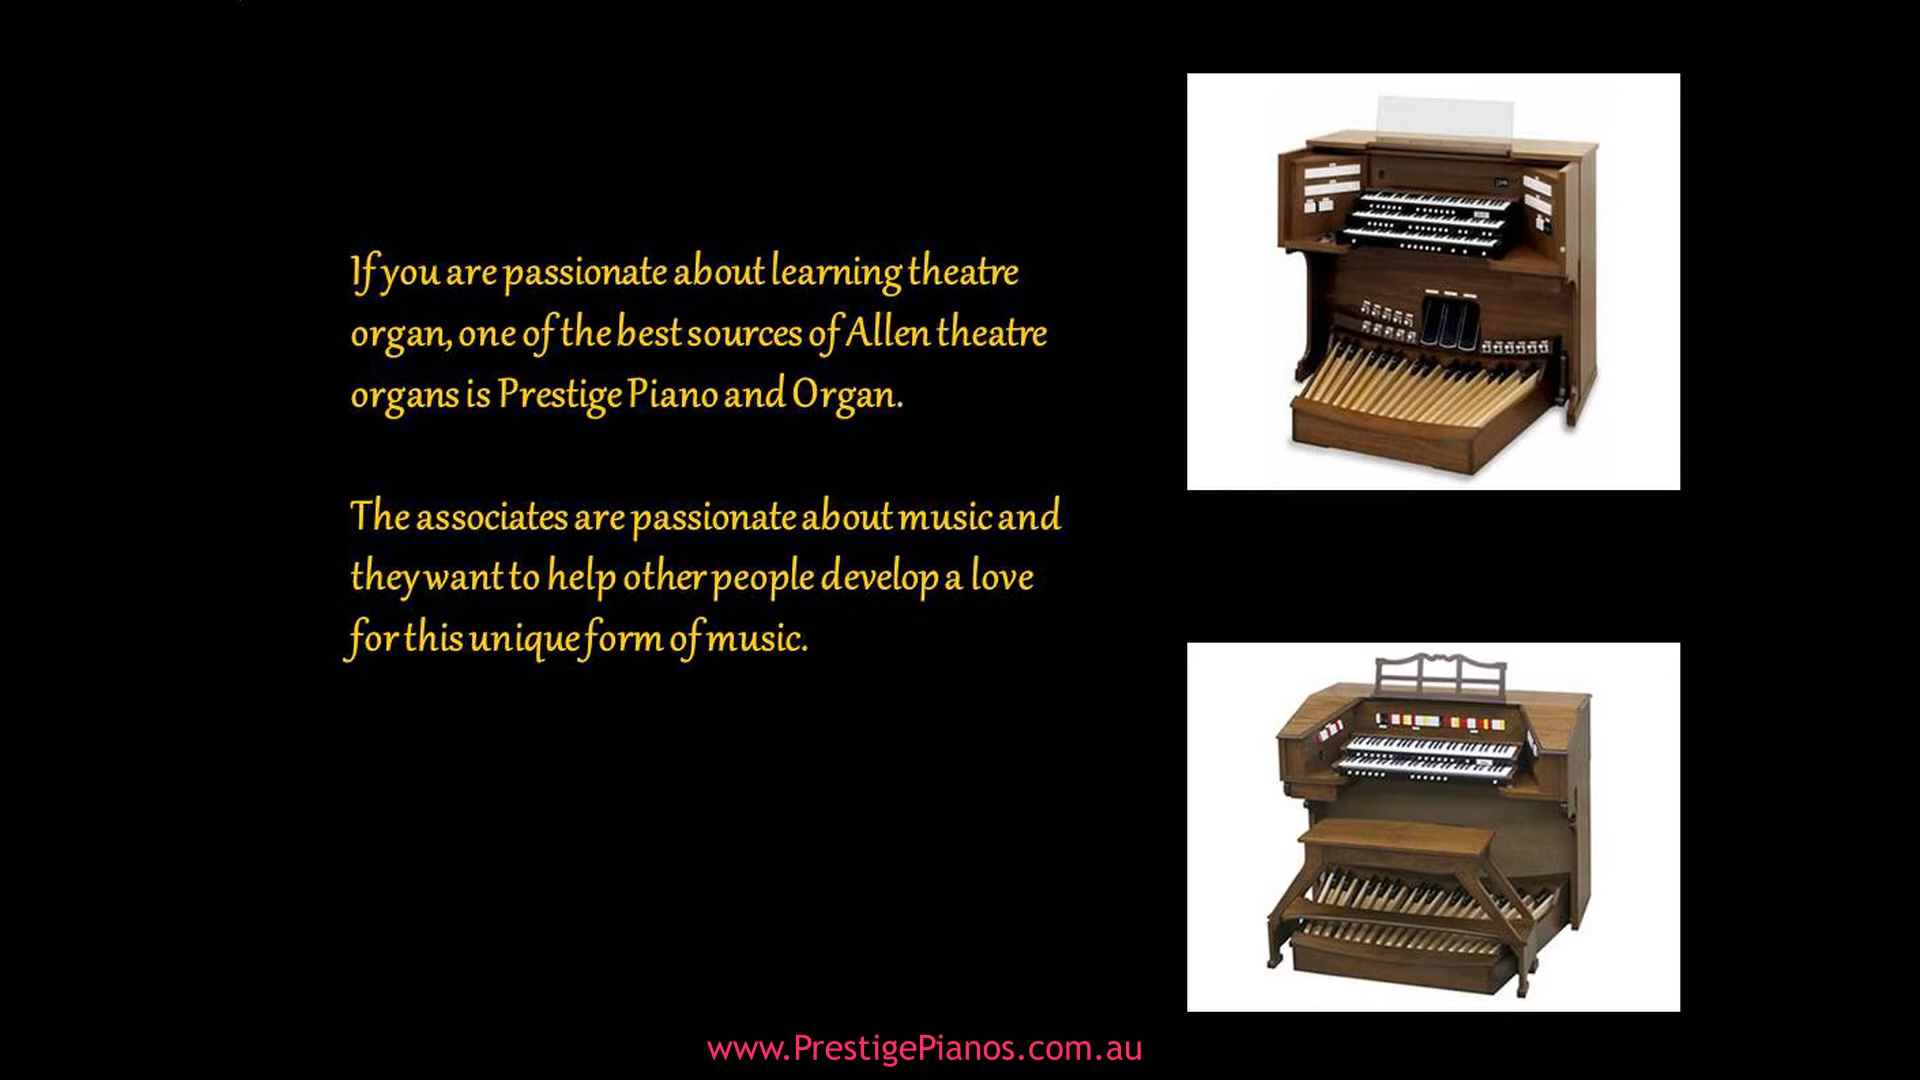 If you are passionate about learning theatre
organ, one of the best sources of Allen theatre
organs is Prestige Piano and Organ.
The associates are passionate about music and
they want to help other people develop a love
for this unique form of music.
www.PrestigePianos.com.au